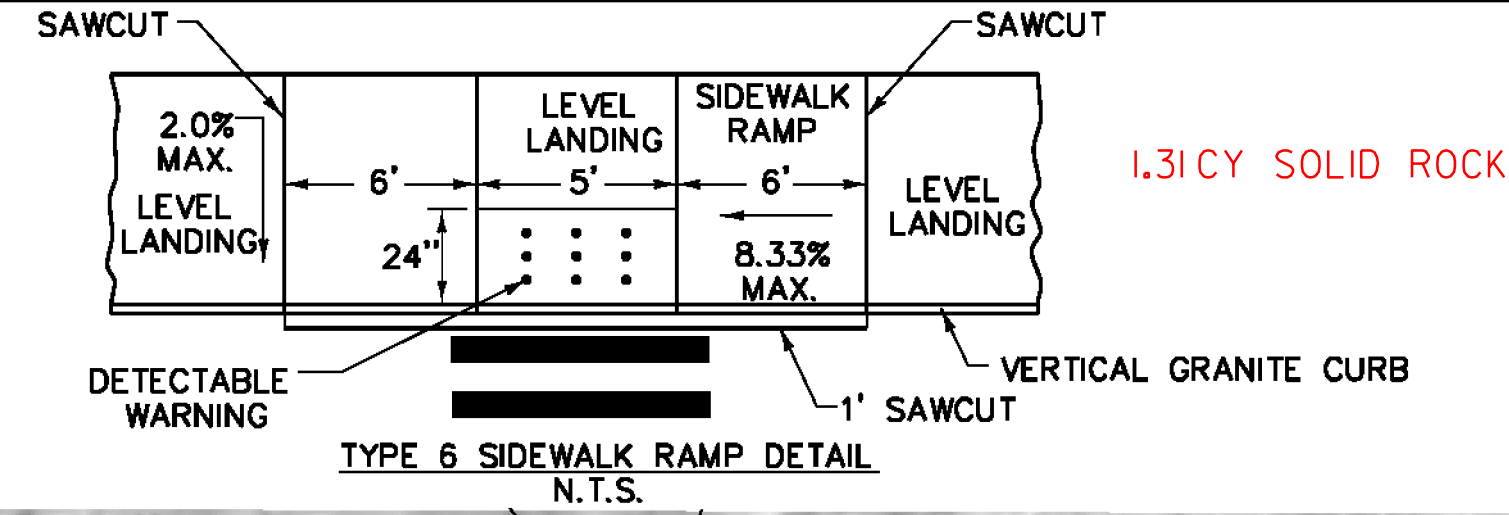 SAWCUT
SAWCUT
2.0%
MAX.
LEVEL
LANDING
6'
LEVEL
LANDING
5'
24"
SIDEWALK
RAMP
6'
8.33%
MAX.
LEVEL
LANDING
1.31CY SOLID ROCK
DETECTABLE
WARNING
VERTICAL GRANITE CURB
1' SAWCUT
TYPE 6 SIDEWALK RAMP DETAIL
N.T.S.